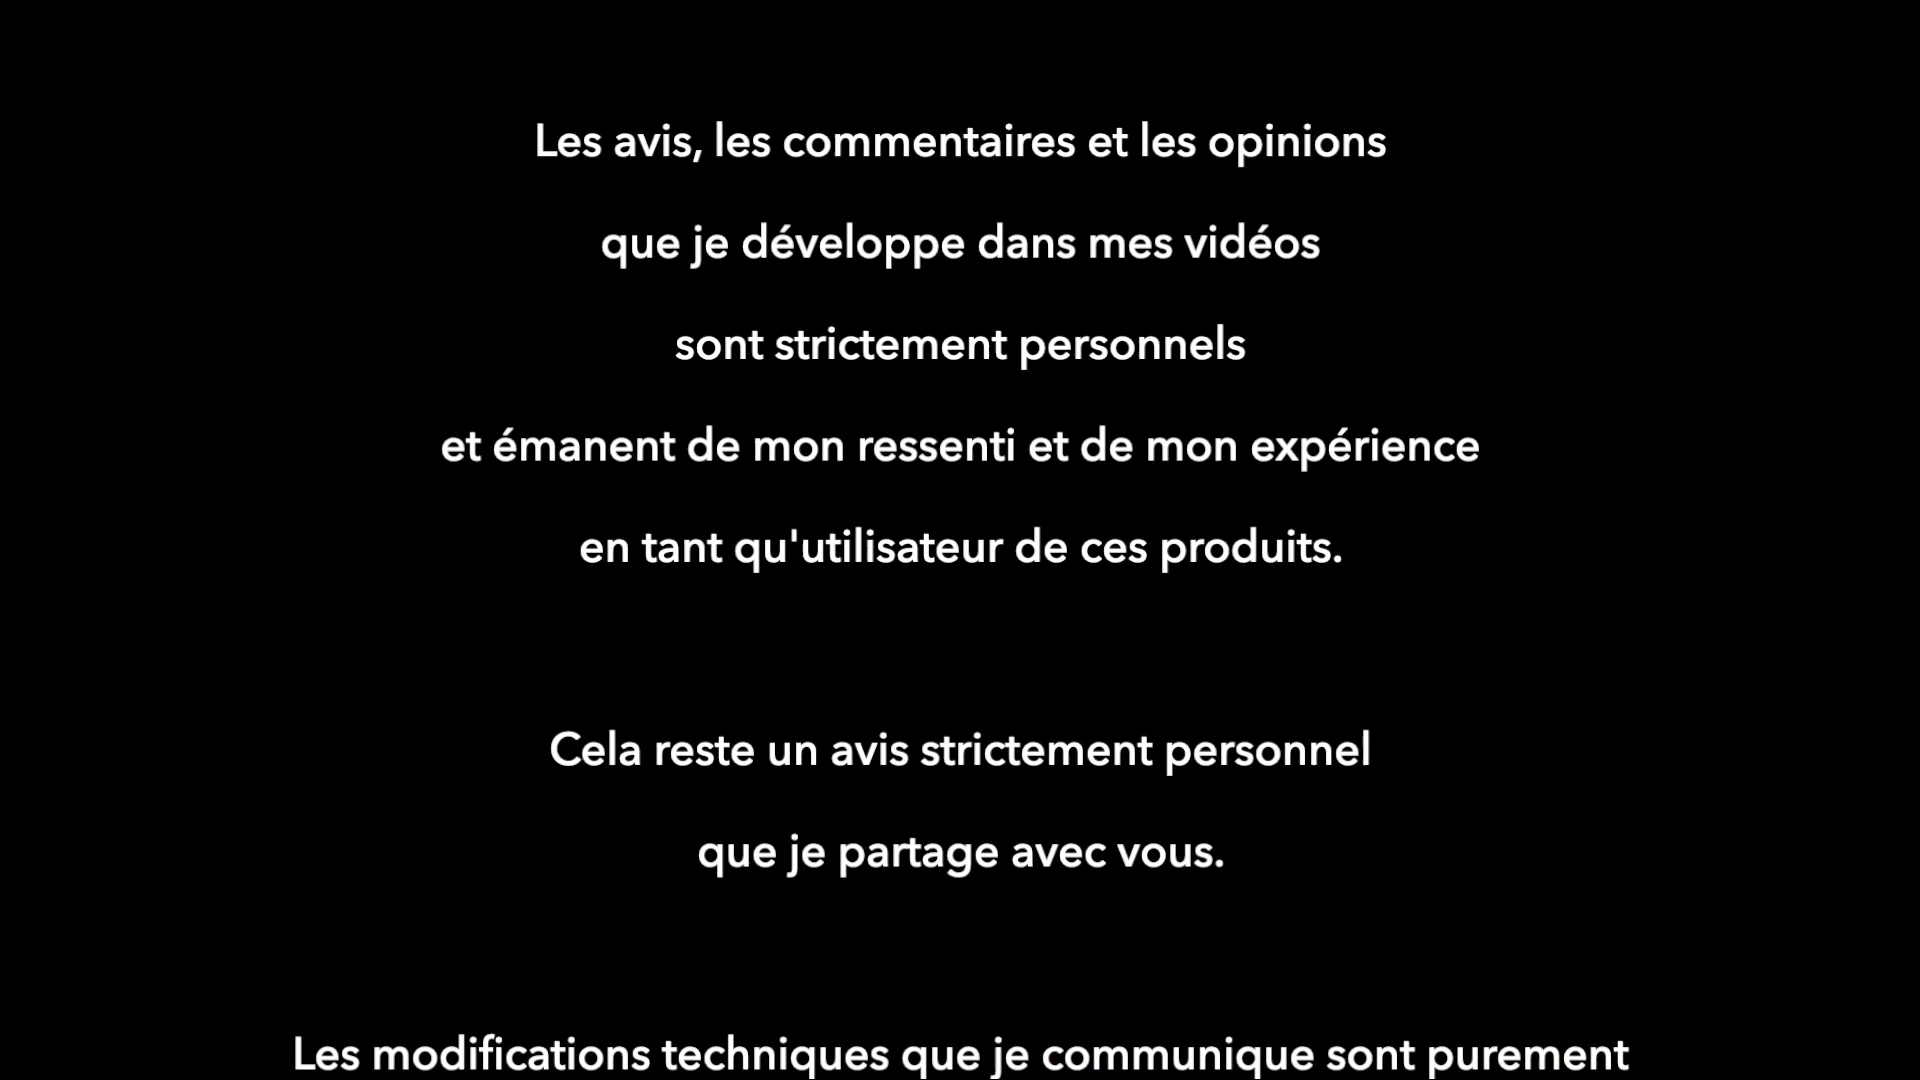 Les avis, les commentaires et les opinions
que je développe dans mes vidéos
sont strictement personnels
et émanent de mon ressenti et de mon expérience
en tant qu'utilisateur de ces produits.
Cela reste un avis strictement personnel
que je partage avec vous.
Les modifications techniques que je communique sont purement